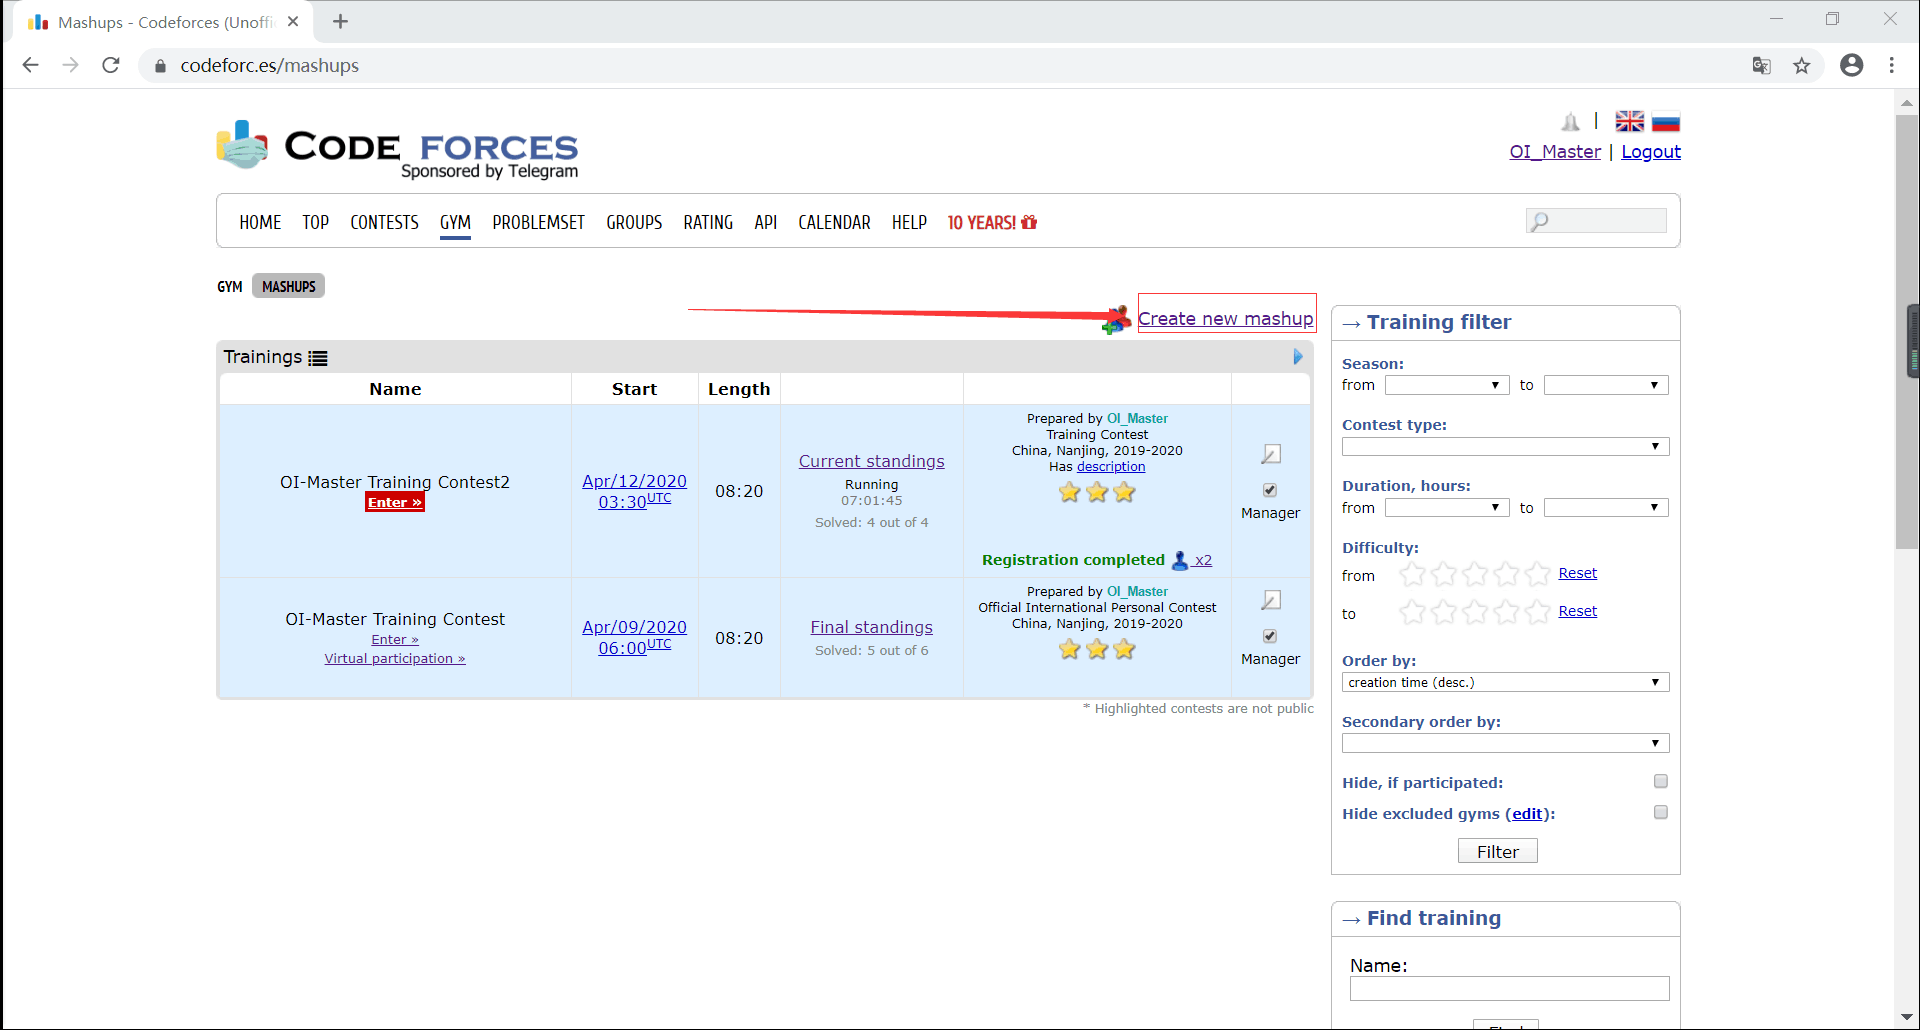 Mashups - Codeforces (Unoffi
codeforc.es/mashups
CODE FORCES
Sponsored by Telegram
|
OI_Master | Logout
HOME TOP CONTESTS GYM PROBLEMSET GROUPS RATING API CALENDAR HELP 10 YEARS!
GYM MASHUPS
Create new mashup
Trainings
Name Start Length
OI-Master Training Contest2
Enter »
Apr/12/2020
03:30UTC
08:20
Current standings
Running
07:01:45
Solved: 4 out of 4
Prepared by OI_Master
Training Contest
China, Nanjing, 2019-2020
Has description
Registration completed x2
Manager
OI-Master Training Contest
Enter »
Virtual participation »
Apr/09/2020
06:00UTC
08:20
Final standings
Solved: 5 out of 6
Prepared by OI_Master
Official International Personal Contest
China, Nanjing, 2019-2020
Manager
* Highlighted contests are not public
→ Training filter
Season:
from to
Contest type:
Duration, hours:
from to
Difficulty:
from Reset
to Reset
Order by:
creation time (desc.)
Secondary order by:
Hide, if participated:
Hide excluded gyms (edit):
Filter
→ Find training
Name: